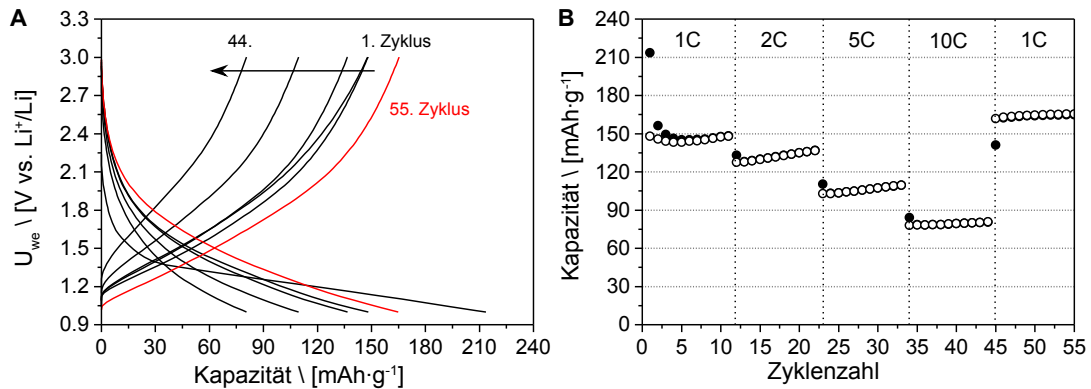 A
U_we \ [V vs. Li⁺/Li]
3.3
3.0
2.7
2.4
2.1
1.8
1.5
1.2
0.9
44.
1. Zyklus
55. Zyklus
0 30 60 90 120 150 180 210 240
Kapazität \ [mAh·g⁻¹]
B
Kapazität \ [mAh·g⁻¹]
240
210
180
150
120
90
60
30
0
1C 2C 5C 10C 1C
0 5 10 15 20 25 30 35 40 45 50 55
Zyklenzahl